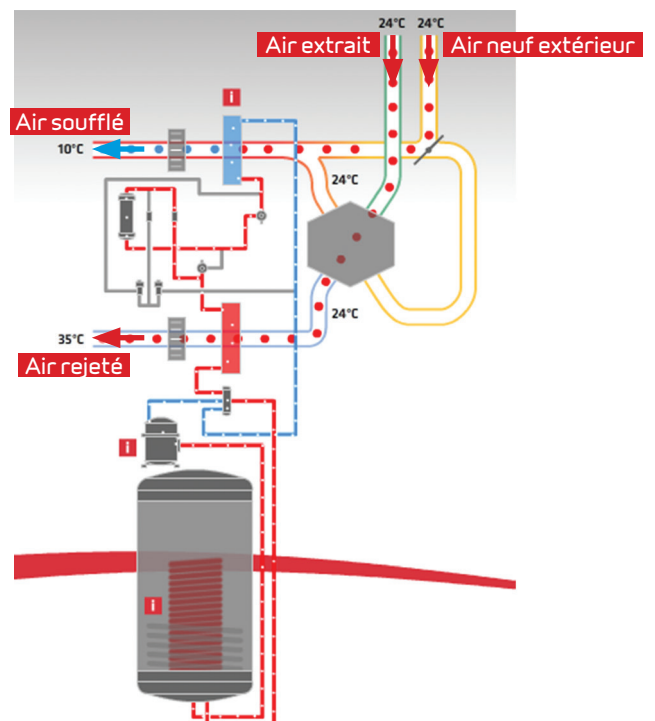 24°C 24°C
Air extrait
Air neuf extérieur
i
Air soufflé
10°C
24°C
24°C
35°C
Air rejeté
i
i